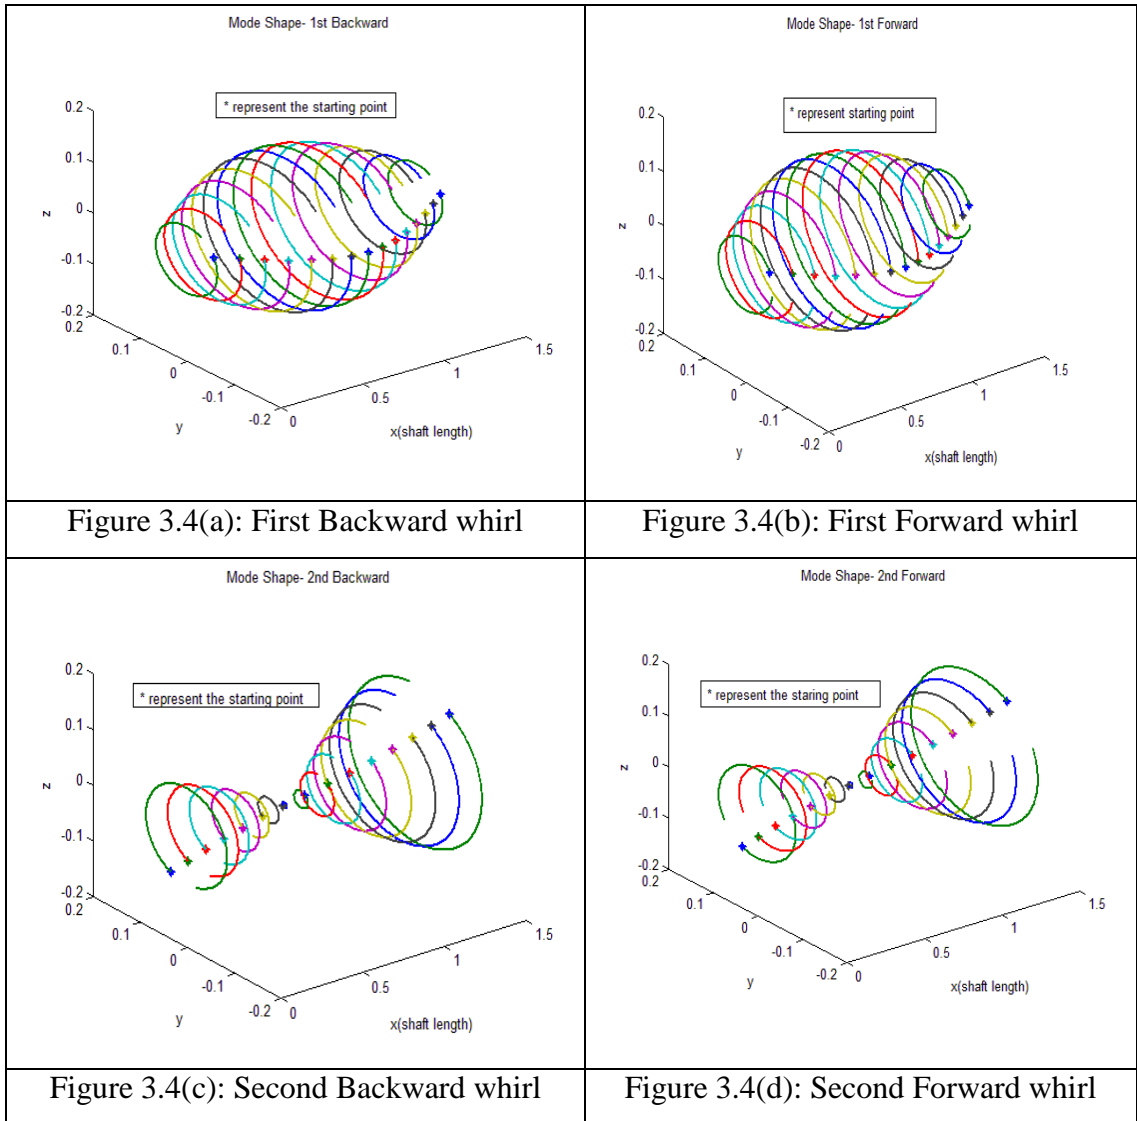 Mode Shape- 1st Backward
* represent the starting point
0.2
0.1
0
-0.1
-0.2
z
0.2
0.1
0
-0.1
-0.2
y
0
0.5
1
1.5
x(shaft length)
Mode Shape- 1st Forward
* represent starting point
0.2
0.1
0
-0.1
-0.2
z
0.2
0.1
0
-0.1
-0.2
y
0
0.5
1
1.5
x(shaft length)
Figure 3.4(a): First Backward whirl
Figure 3.4(b): First Forward whirl
Mode Shape- 2nd Backward
* represent the starting point
0.2
0.1
0
-0.1
-0.2
z
0.2
0.1
0
-0.1
-0.2
y
0
0.5
1
1.5
x(shaft length)
Mode Shape- 2nd Forward
* represent the staring point
0.2
0.1
0
-0.1
-0.2
z
0.2
0.1
0
-0.1
-0.2
y
0
0.5
1
1.5
x(shaft length)
Figure 3.4(c): Second Backward whirl
Figure 3.4(d): Second Forward whirl